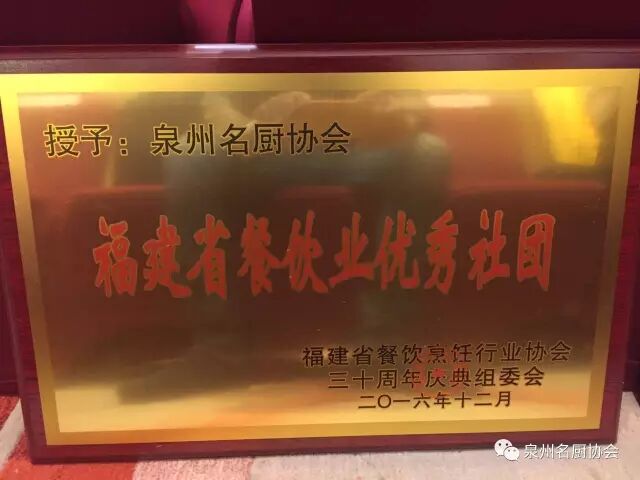 授予：泉州名厨协会
福建省餐饮业优秀社团
福建省餐饮烹饪行业协会
三十周年庆典组委会
二〇一六年十二月
泉州名厨协会